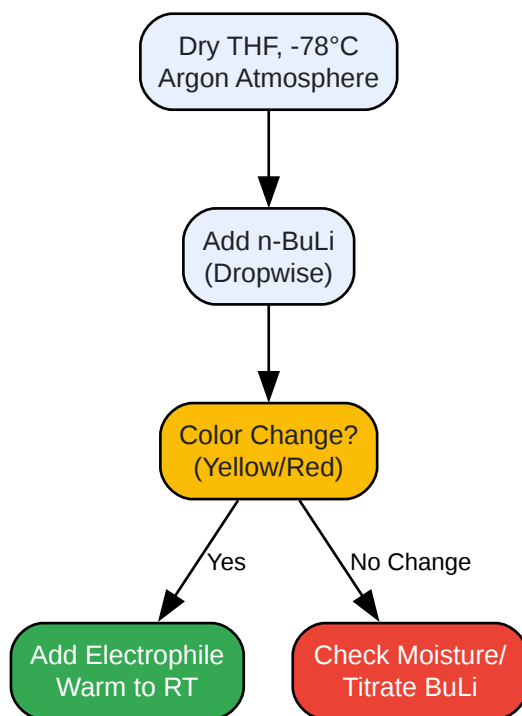 Dry THF, -78°C
Argon Atmosphere
Add n-BuLi
(Dropwise)
Color Change?
(Yellow/Red)
Yes
No Change
Add Electrophile
Warm to RT
Check Moisture/
Titrate BuLi